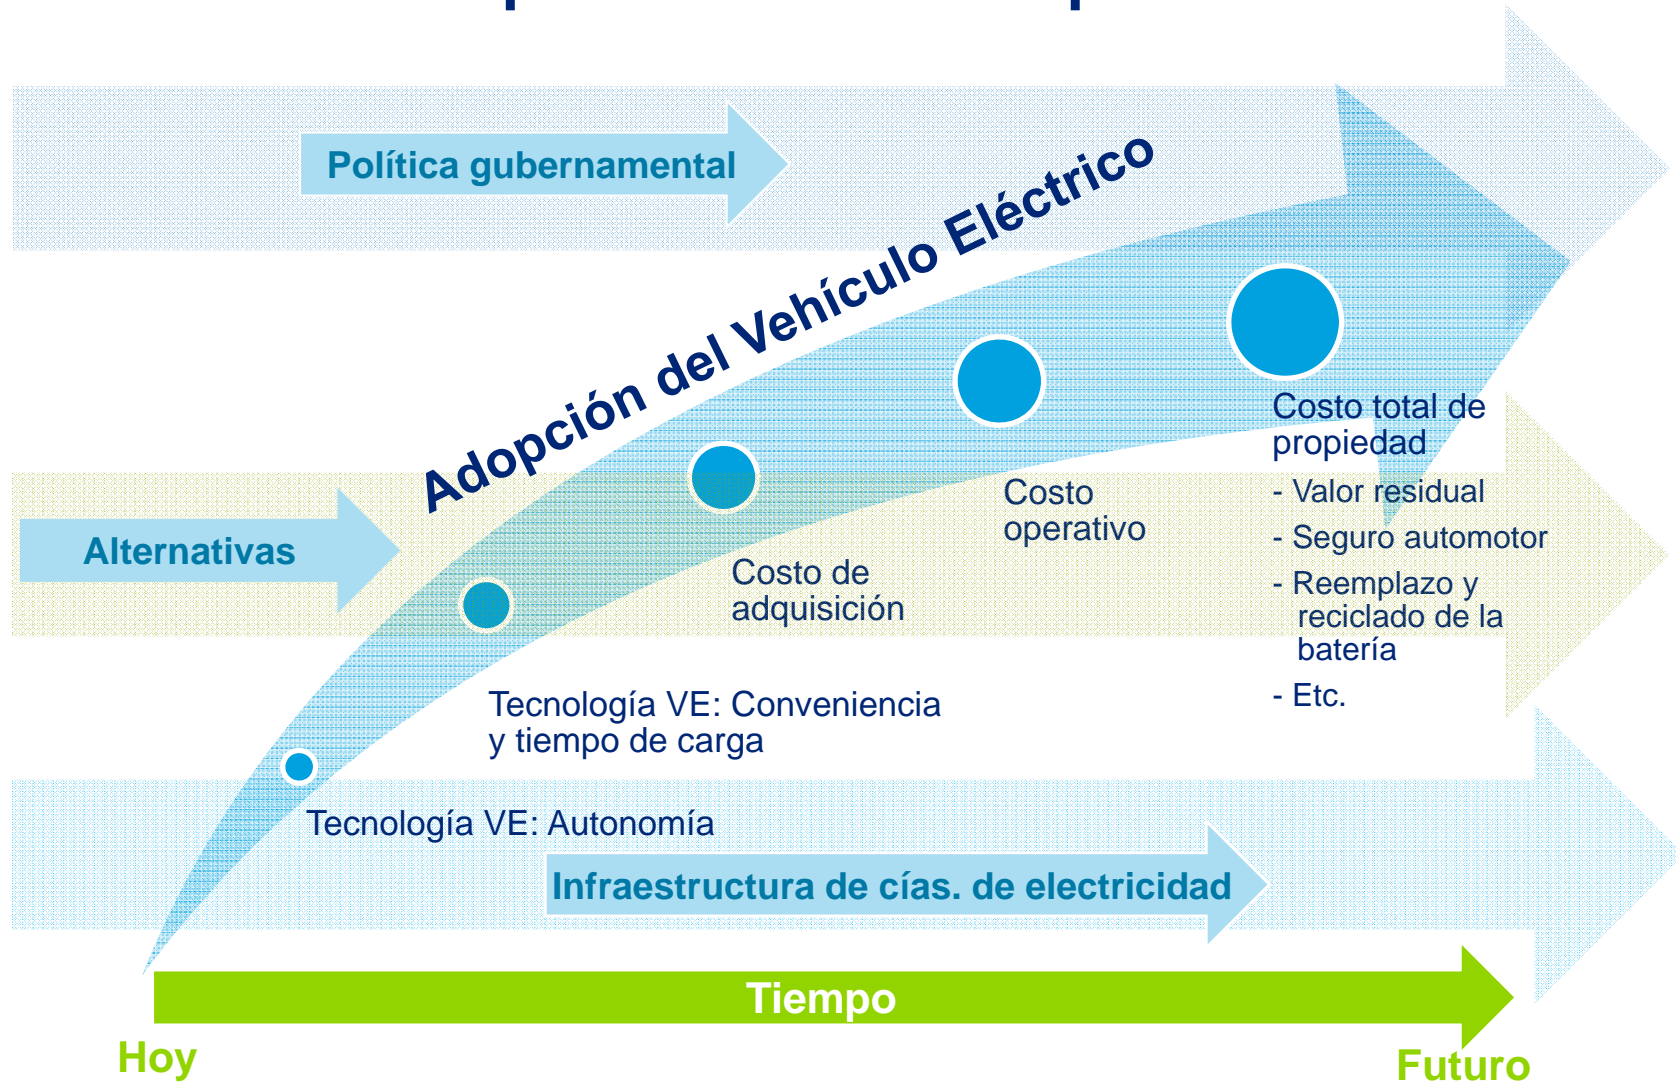 Política gubernamental
Adopción del Vehículo Eléctrico
Alternativas
Costo total de
propiedad
- Valor residual
- Seguro automotor
- Reemplazo y
reciclado de la
batería
- Etc.
Costo
operativo
Costo de
adquisición
Tecnología VE: Conveniencia
y tiempo de carga
Tecnología VE: Autonomía
Infraestructura de cías. de electricidad
Tiempo
Hoy
Futuro